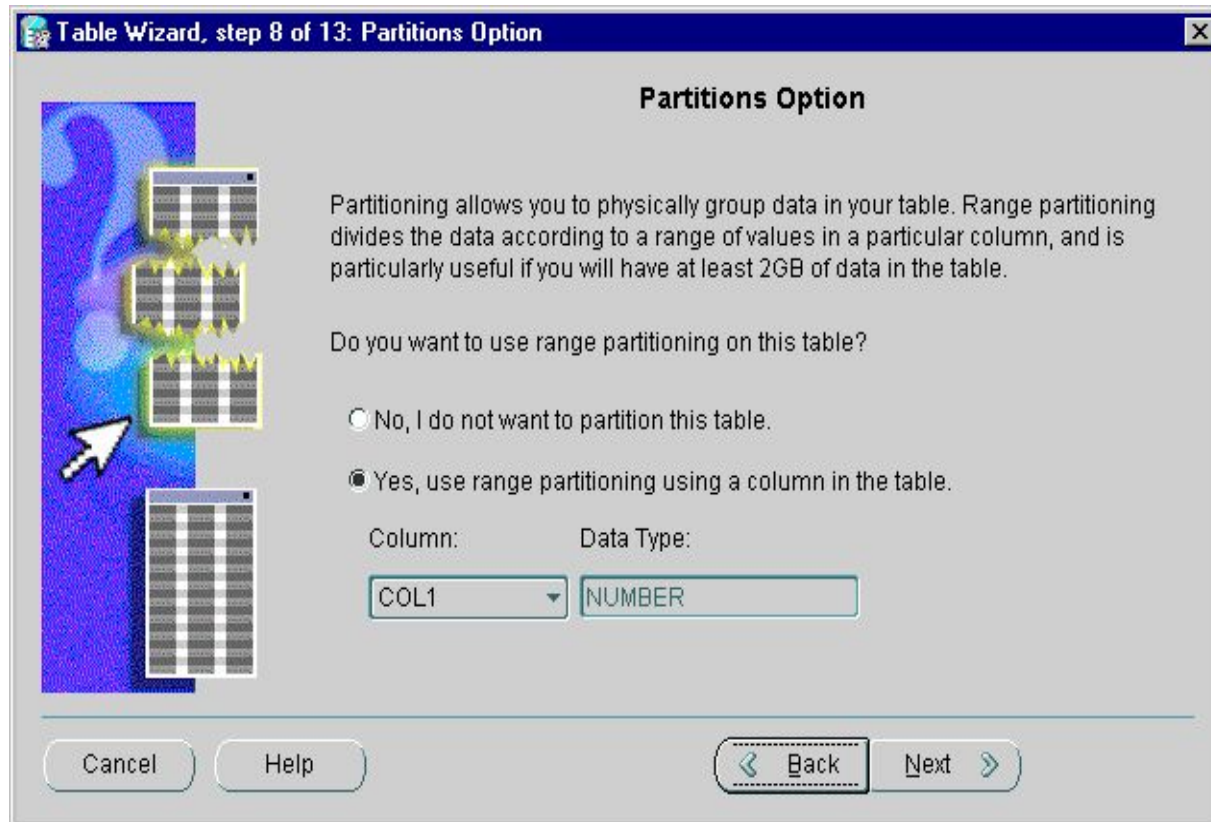 Table Wizard, step 8 of 13: Partitions Option
Partitions Option
Partitioning allows you to physically group data in your table. Range partitioning
divides the data according to a range of values in a particular column, and is
particularly useful if you will have at least 2GB of data in the table.
Do you want to use range partitioning on this table?
No, I do not want to partition this table.
Yes, use range partitioning using a column in the table.
Column: Data Type:
COL1 NUMBER
Cancel Help Back Next